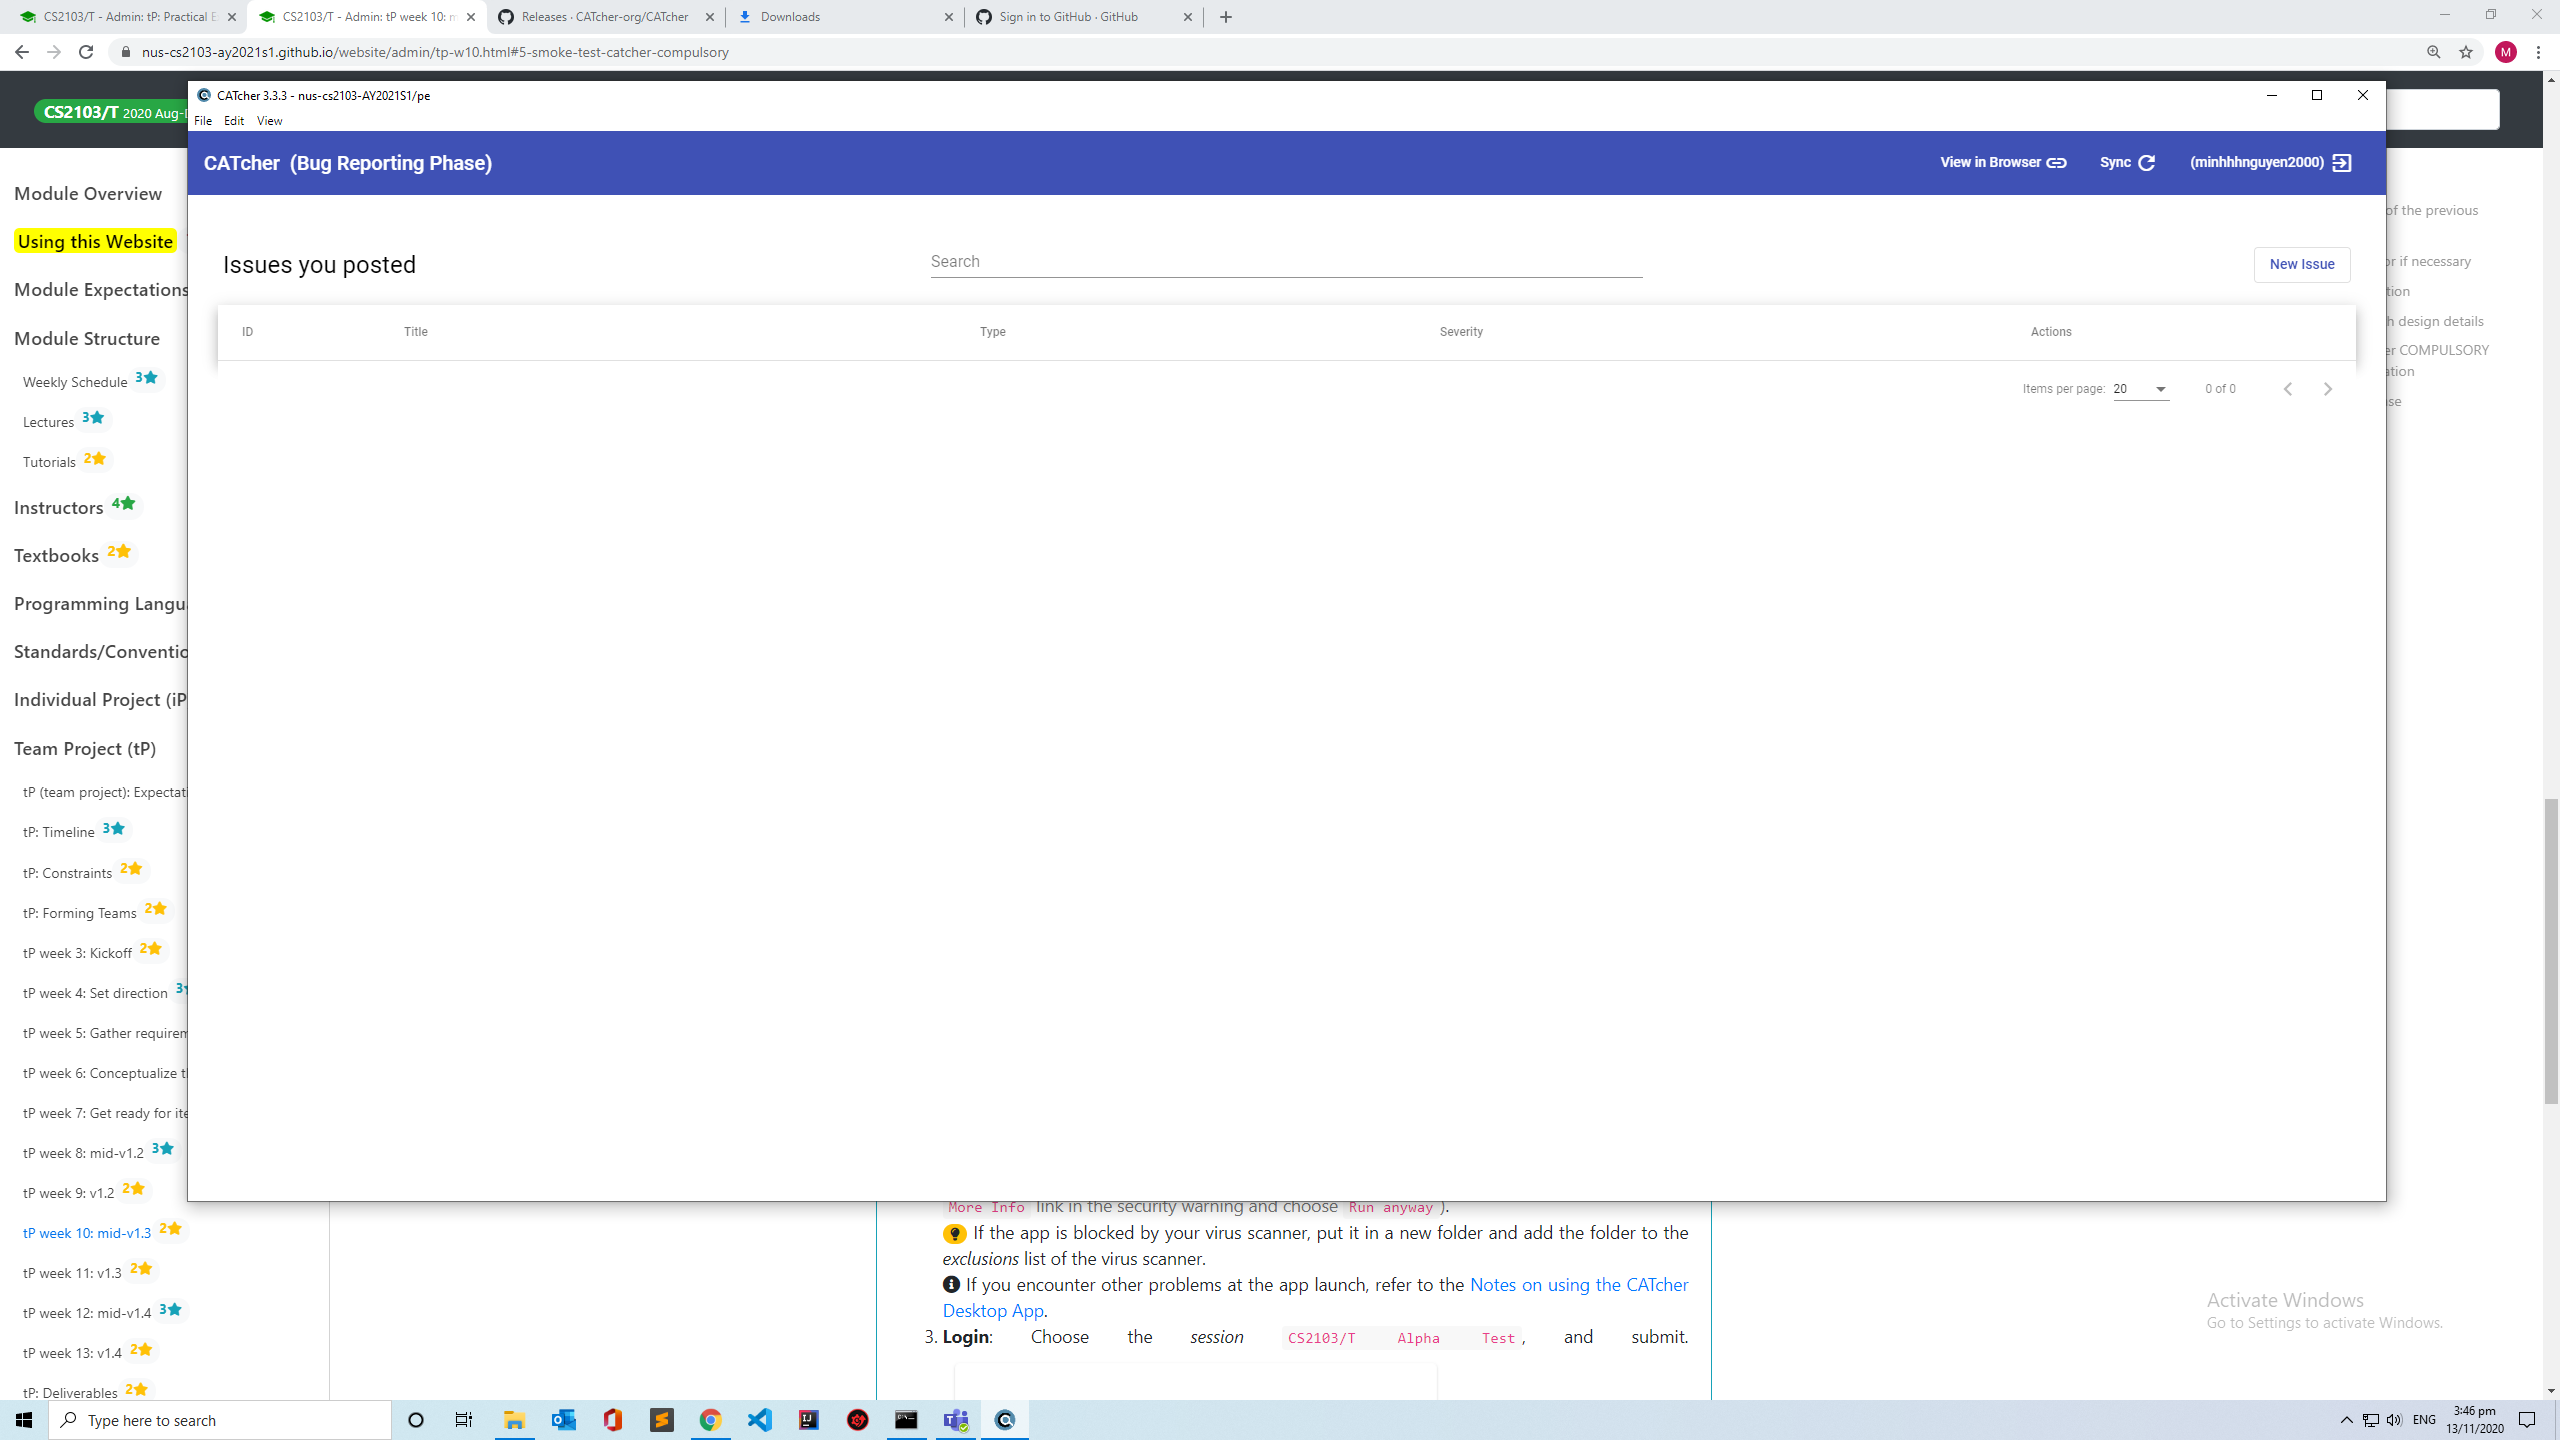 CS2103/T - Admin: tP: Practical E
CS2103/T - Admin: tP week 10: m
Releases · CATcher-org/CATcher
Downloads
Sign in to GitHub · GitHub
nus-cs2103-ay2021s1.github.io/website/admin/tp-w10.html#5-smoke-test-catcher-compulsory
M
CS2103/T 2020 Aug-
CATcher 3.3.3 - nus-cs2103-AY2021S1/pe
File Edit View
CATcher (Bug Reporting Phase)
View in Browser
Sync
(minhhhnguyen2000)
Issues you posted
Search
New Issue
ID
Title
Type
Severity
Actions
Items per page: 20
0 of 0
Module Overview
Using this Website
Module Expectations
Module Structure
Weekly Schedule 3
Lectures 3
Tutorials 2
Instructors 4
Textbooks 2
Programming Langua
Standards/Conventio
Individual Project (iP
Team Project (tP)
tP (team project): Expectati
tP: Timeline 3
tP: Constraints 2
tP: Forming Teams 2
tP week 3: Kickoff 2
tP week 4: Set direction 3
tP week 5: Gather requirem
tP week 6: Conceptualize t
tP week 7: Get ready for ite
tP week 8: mid-v1.2 3
tP week 9: v1.2 2
tP week 10: mid-v1.3 2
tP week 11: v1.3 2
tP week 12: mid-v1.4 3
tP week 13: v1.4 2
tP: Deliverables 2
of the previous
or if necessary
tion
h design details
er COMPULSORY
ation
ase
More Info link in the security warning and choose Run anyway ).
If the app is blocked by your virus scanner, put it in a new folder and add the folder to the
exclusions list of the virus scanner.
If you encounter other problems at the app launch, refer to the Notes on using the CATcher
Desktop App.
3. Login: Choose the session CS2103/T Alpha Test, and submit.
Activate Windows
Go to Settings to activate Windows.
Type here to search
ENG
3:46 pm
13/11/2020